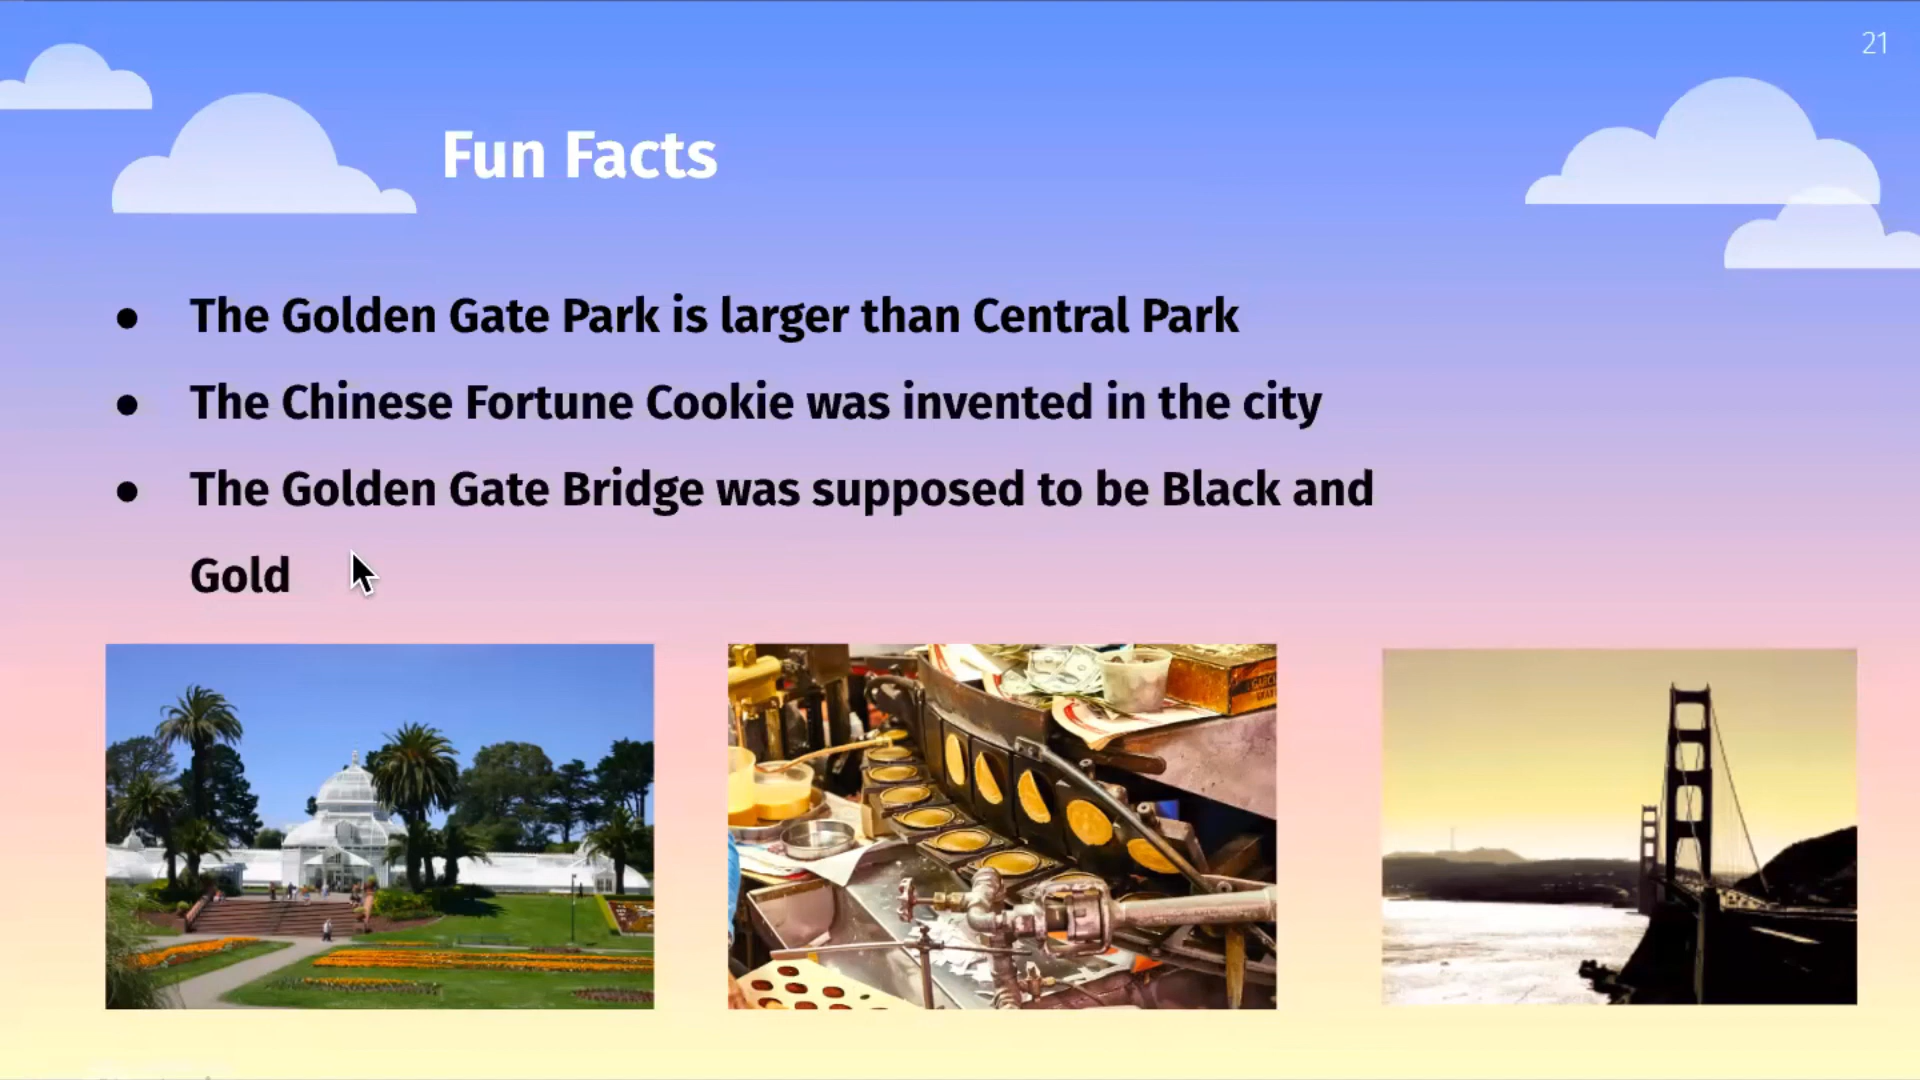 21
Fun Facts
● The Golden Gate Park is larger than Central Park
● The Chinese Fortune Cookie was invented in the city
● The Golden Gate Bridge was supposed to be Black and
Gold